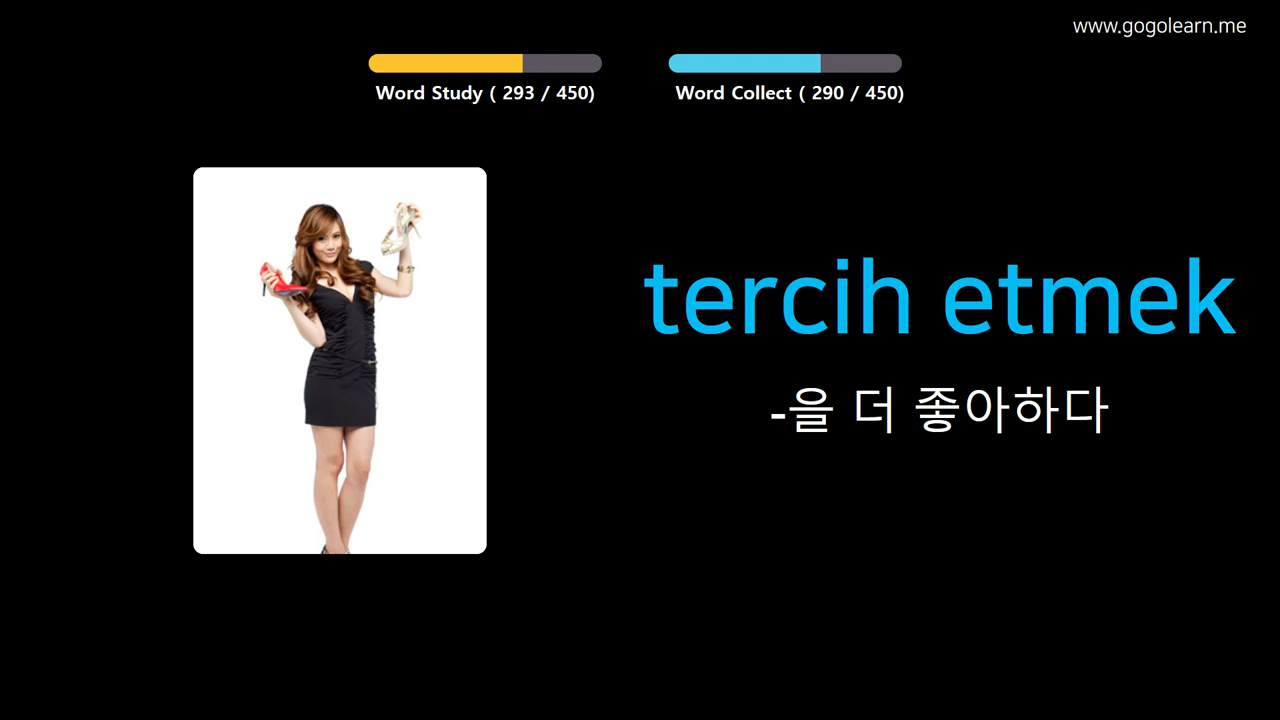 www.gogolearn.me
Word Study ( 293 / 450)
Word Collect ( 290 / 450)
tercih etmek
-을 더 좋아하다